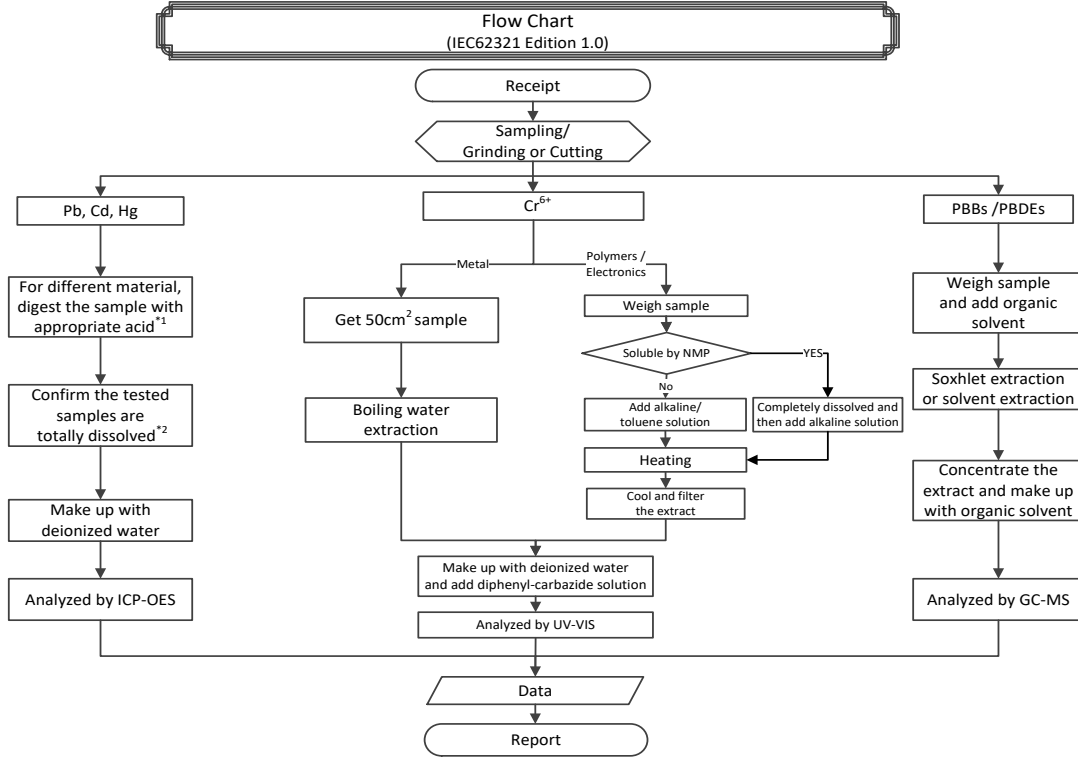 Flow Chart
(IEC62321 Edition 1.0)
Receipt
Sampling/
Grinding or Cutting
Pb, Cd, Hg
For different material,
digest the sample with
appropriate acid*1
Confirm the tested
samples are
totally dissolved*2
Make up with
deionized water
Analyzed by ICP-OES
Cr6+
Metal
Get 50cm2 sample
Boiling water
extraction
Polymers /
Electronics
Weigh sample
Soluble by NMP
YES
No
Add alkaline/
toluene solution
Completely dissolved and
then add alkaline solution
Heating
Cool and filter
the extract
Make up with deionized water
and add diphenyl-carbazide solution
Analyzed by UV-VIS
PBBs /PBDEs
Weigh sample
and add organic
solvent
Soxhlet extraction
or solvent extraction
Concentrate the
extract and make up
with organic solvent
Analyzed by GC-MS
Data
Report